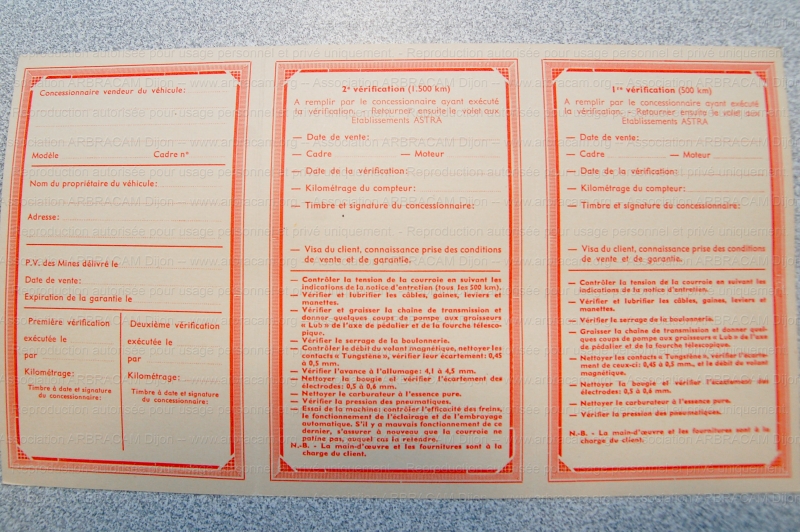 Concessionnaire vendeur du véhicule:
Modèle Cadre n°
Nom du propriétaire du véhicule:
Adresse:
P.V. des Mines délivré le
Date de vente:
Expiration de la garantie le
Première vérification
exécutée le
par
Kilométrage:
Timbre à date et signature
du concessionnaire:
Deuxième vérification
exécutée le
par
Kilométrage:
Timbre à date et signature
du concessionnaire:
2e vérification (1.500 km)
A remplir par le concessionnaire ayant exécuté
la vérification. - Retourner ensuite le volet aux
Etablissements ASTRA
— Date de vente:
— Cadre — Moteur
— Date de la vérification:
— Kilométrage du compteur:
— Timbre et signature du concessionnaire:
— Visa du client, connaissance prise des conditions
de vente et de garantie.
— Contrôler la tension de la courroie en suivant les
indications de la notice d'entretien (tous les 500 km).
— Vérifier et lubrifier les câbles, gaines, leviers et
manettes.
— Vérifier et graisser la chaîne de transmission et
donner quelques coups de pompe aux graisseurs
« Lub » de l'axe de pédalier et de la fourche télesco-
pique.
— Vérifier le serrage de la boulonnerie.
— Contrôler le débit du volant magnétique, nettoyer les
contacts « Tungstène », vérifier leur écartement: 0,45
à 0,5 mm.
— Vérifier l'avance à l'allumage: 4,1 à 4,5 mm.
— Nettoyer la bougie et vérifier l'écartement des
électrodes: 0,5 à 0,6 mm.
— Nettoyer le carburateur à l'essence pure.
— Vérifier la pression des pneumatiques.
— Essai de la machine: contrôler l'efficacité des freins,
le fonctionnement de l'éclairage et de l'embrayage
automatique. S'il y a mauvais fonctionnement de ce
dernier, s'assurer à nouveau que la courroie ne
patine pas, auquel cas la retendre.
N.-B. - La main-d'œuvre et les fournitures sont à la
charge du client.
1re vérification (500 km)
A remplir par le concessionnaire ayant exécuté
la vérification. - Retourner ensuite le volet aux
Etablissements ASTRA
— Date de vente:
— Cadre — Moteur
— Date de la vérification:
— Kilométrage du compteur:
— Timbre et signature du concessionnaire:
— Visa du client, connaissance prise des conditions
de vente et de garantie.
— Contrôler la tension de la courroie en suivant les
indications de la notice d'entretien.
— Vérifier et lubrifier les câbles, gaines, leviers et
manettes.
— Vérifier le serrage de la boulonnerie.
— Graisser la chaîne de transmission et donner quel-
ques coups de pompe aux graisseurs « Lub » de l'axe
de pédalier et de la fourche télescopique.
— Nettoyer les contacts « Tungstène », vérifier l'écarte-
ment de ceux-ci: 0,45 à 0,5 mm., et le débit du volant
magnétique.
— Nettoyer la bougie et vérifier l'écartement des
électrodes: 0,5 à 0,6 mm.
— Nettoyer le carburateur à l'essence pure.
— Vérifier la pression des pneumatiques.
N.-B. - La main-d'œuvre et les fournitures sont à la
charge du client.